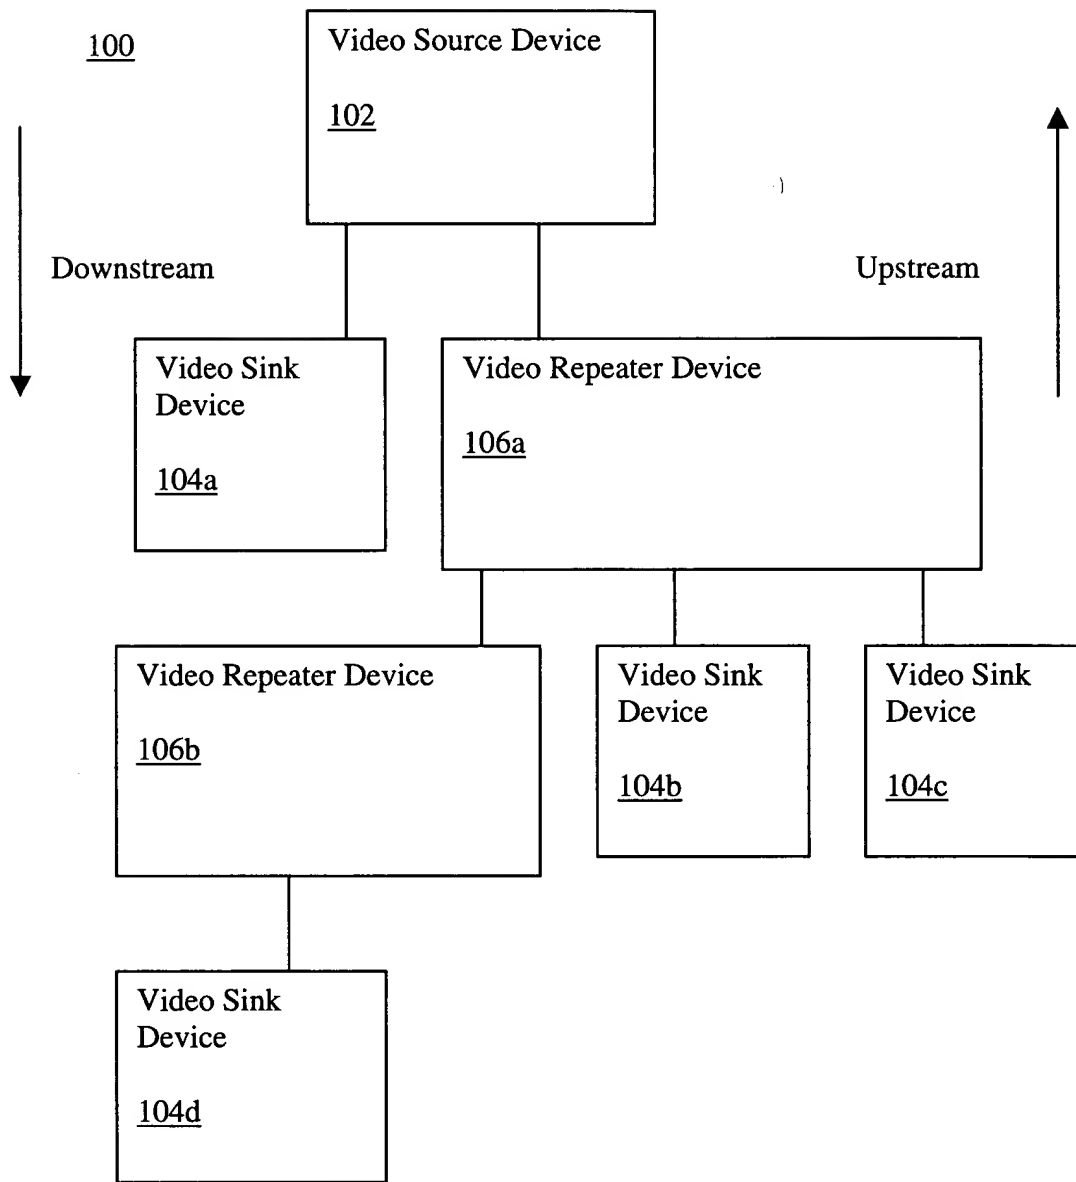 100
Video Source Device
102
Downstream
Upstream
Video Sink
Device
104a
Video Repeater Device
106a
Video Repeater Device
106b
Video Sink
Device
104b
Video Sink
Device
104c
Video Sink
Device
104d